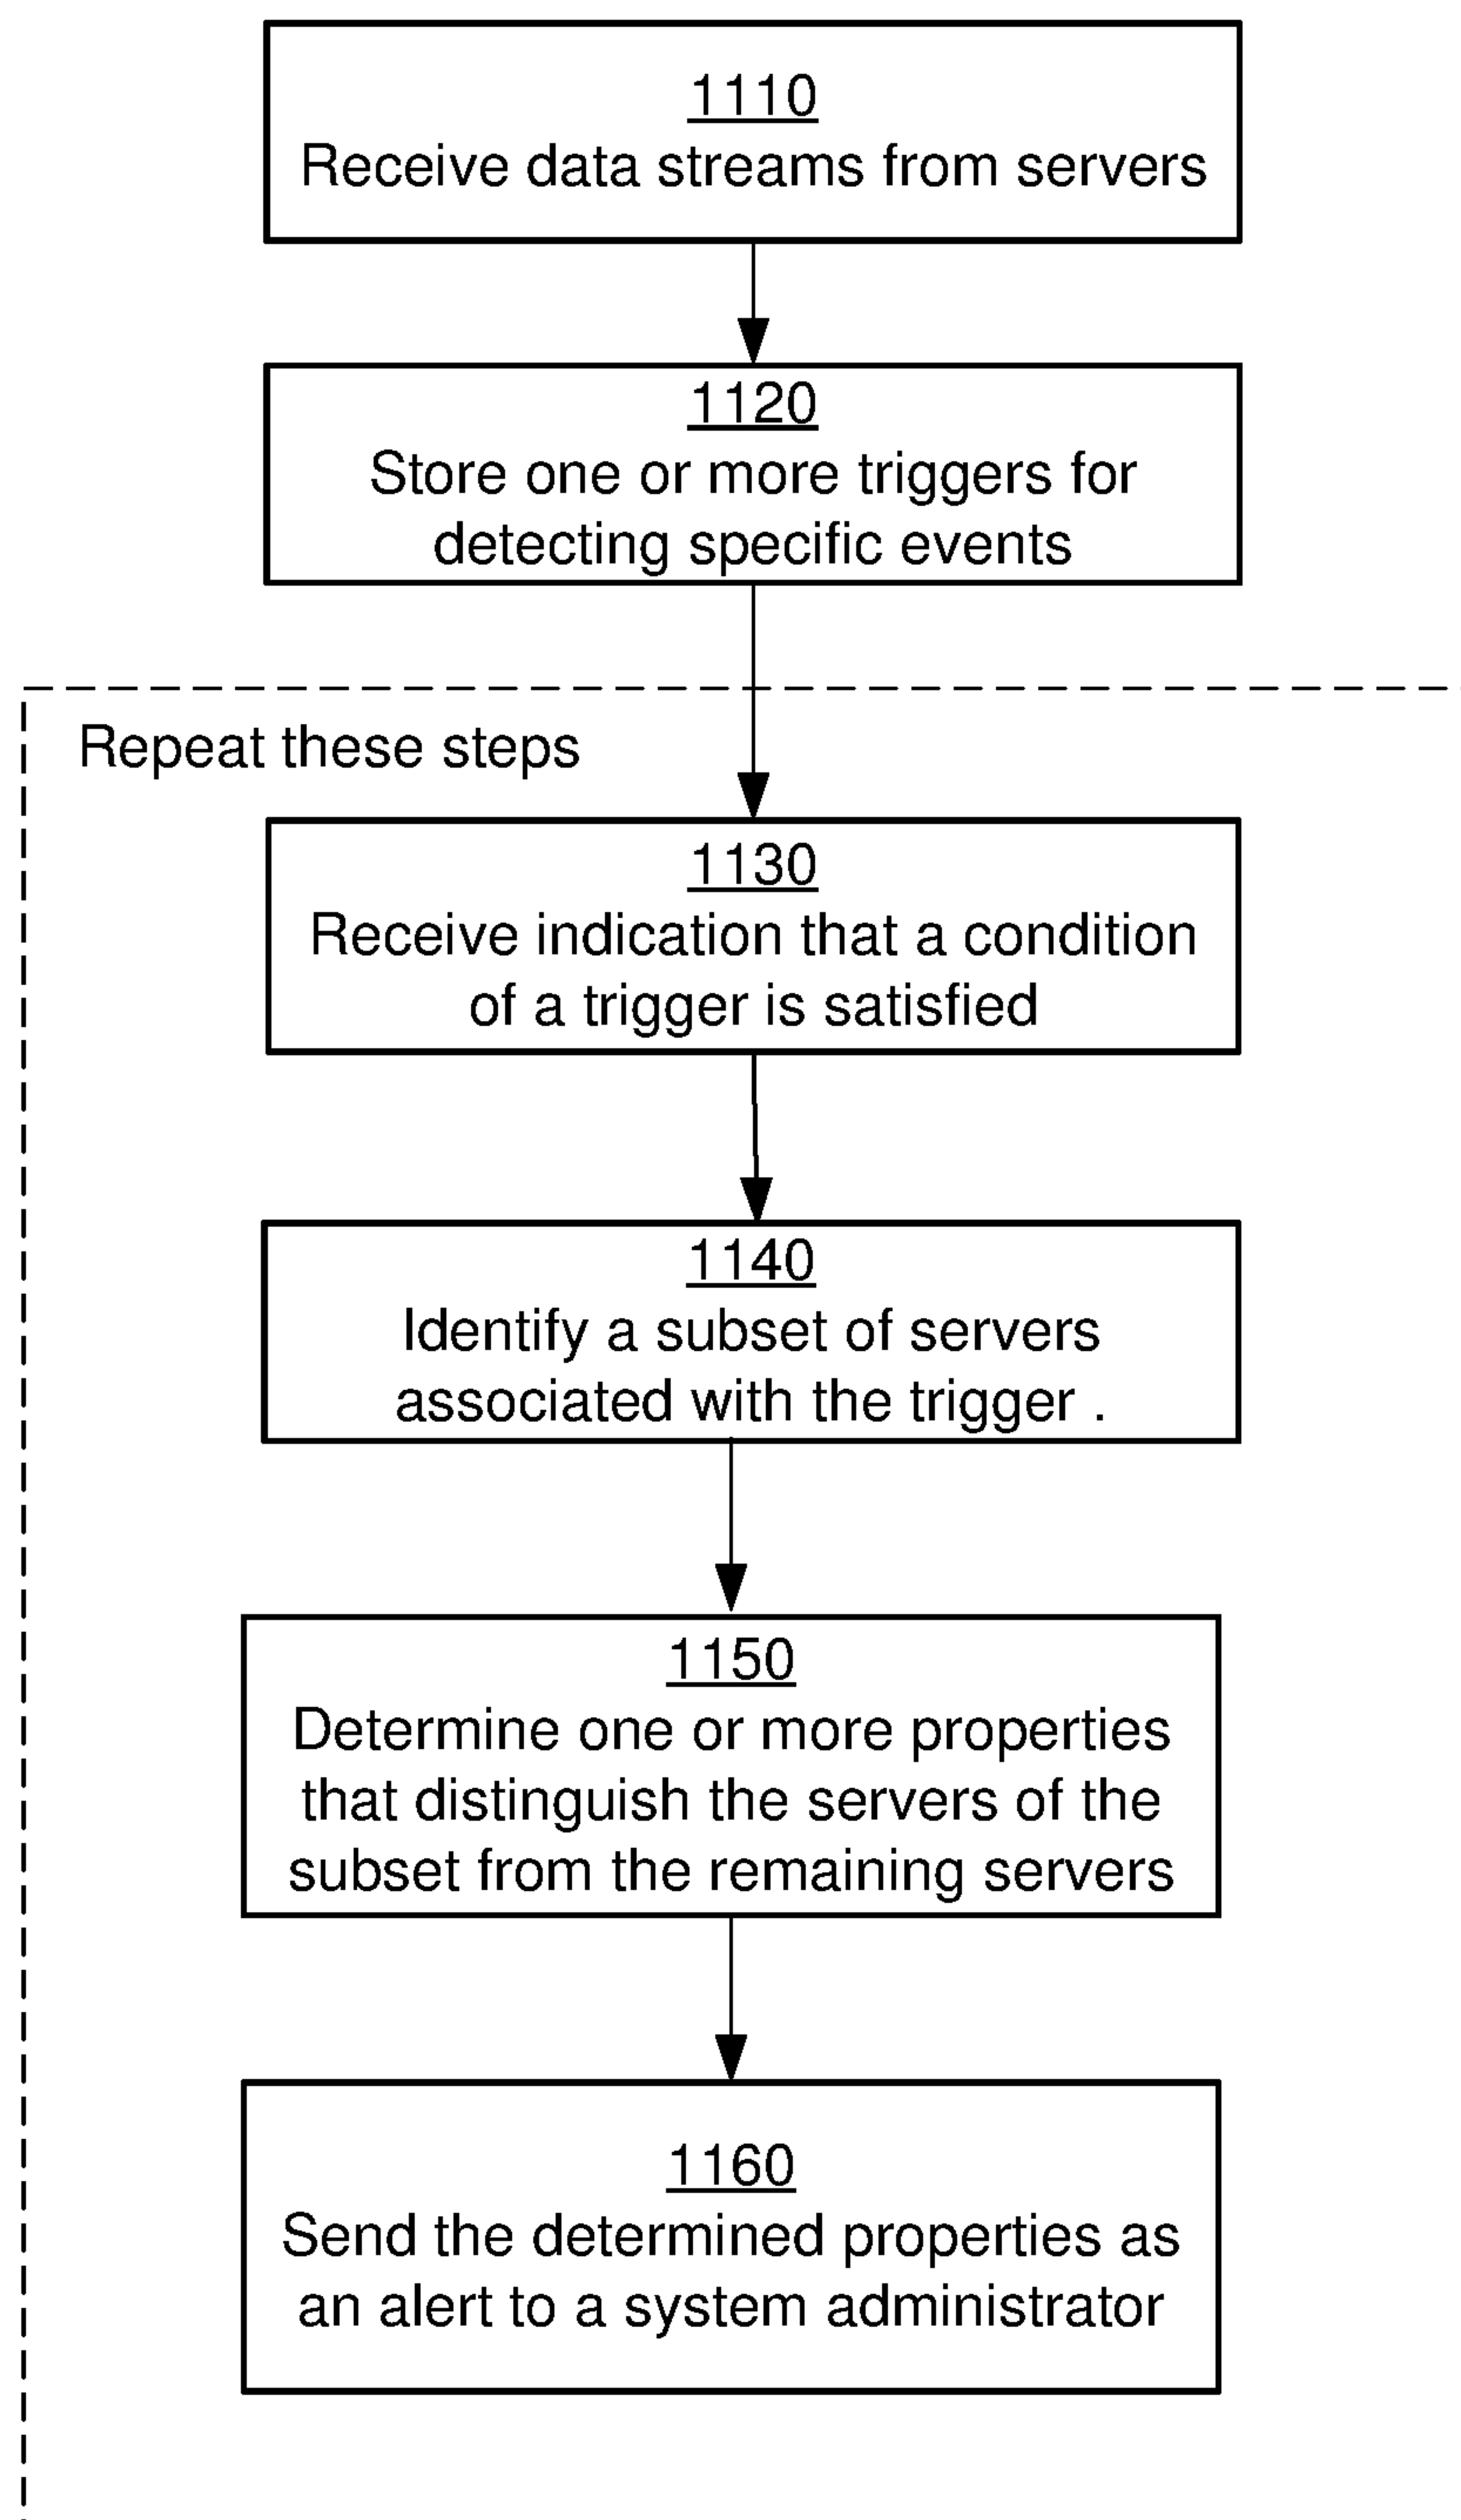 1110
Receive data streams from servers
1120
Store one or more triggers for
detecting specific events
Repeat these steps
1130
Receive indication that a condition
of a trigger is satisfied
1140
Identify a subset of servers
associated with the trigger .
1150
Determine one or more properties
that distinguish the servers of the
subset from the remaining servers
1160
Send the determined properties as
an alert to a system administrator